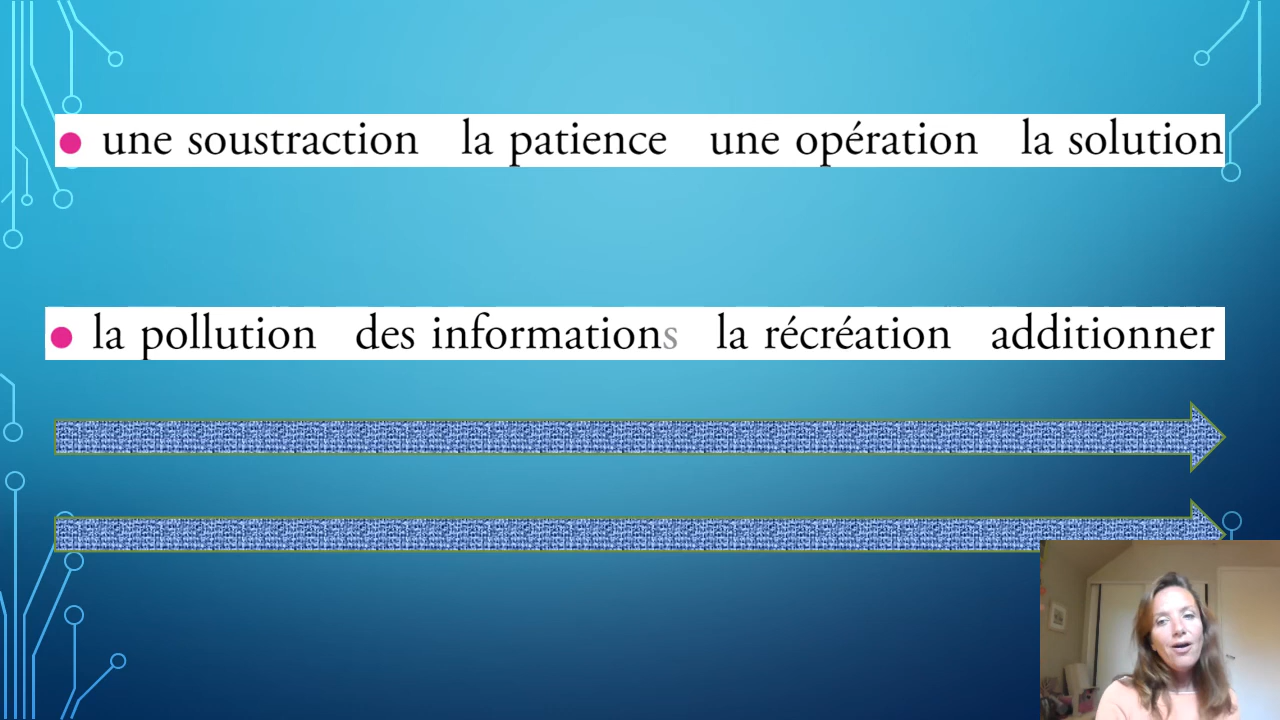 ● une soustraction la patience une opération la solution
● la pollution des informations la récréation additionner